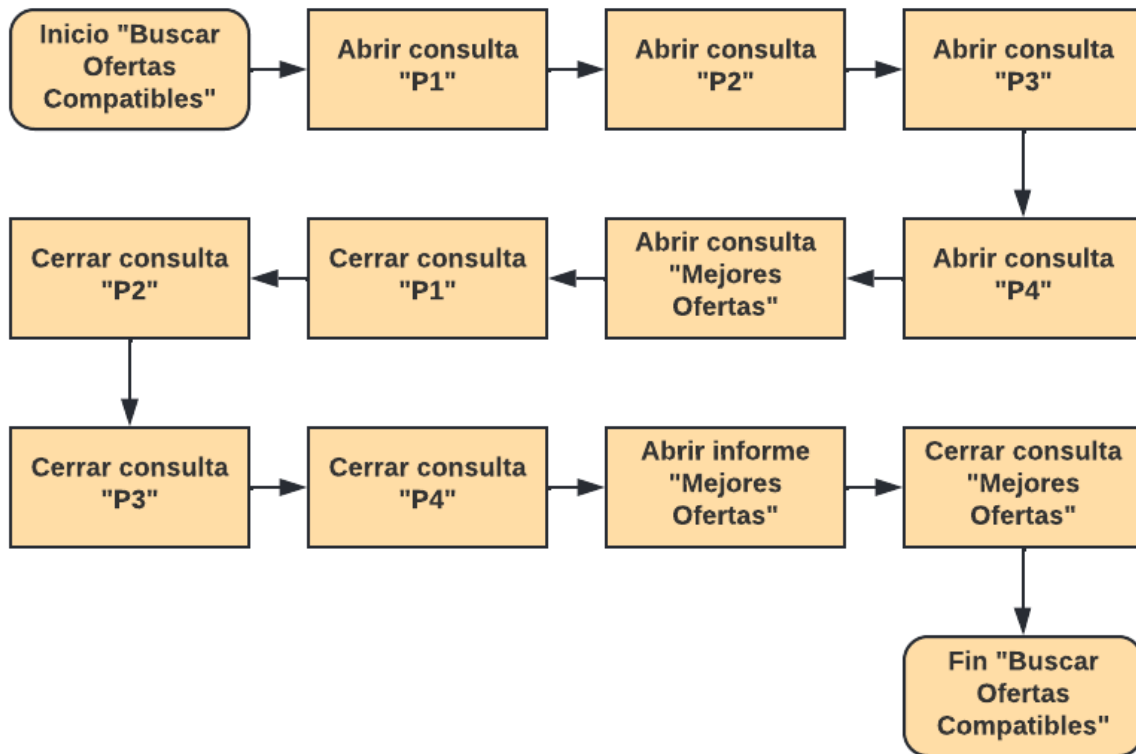 Inicio "Buscar
Ofertas
Compatibles"
Abrir consulta
"P1"
Abrir consulta
"P2"
Abrir consulta
"P3"
Abrir consulta
"P4"
Abrir consulta
"Mejores
Ofertas"
Cerrar consulta
"P1"
Cerrar consulta
"P2"
Cerrar consulta
"P3"
Cerrar consulta
"P4"
Abrir informe
"Mejores
Ofertas"
Cerrar consulta
"Mejores
Ofertas"
Fin "Buscar
Ofertas
Compatibles"